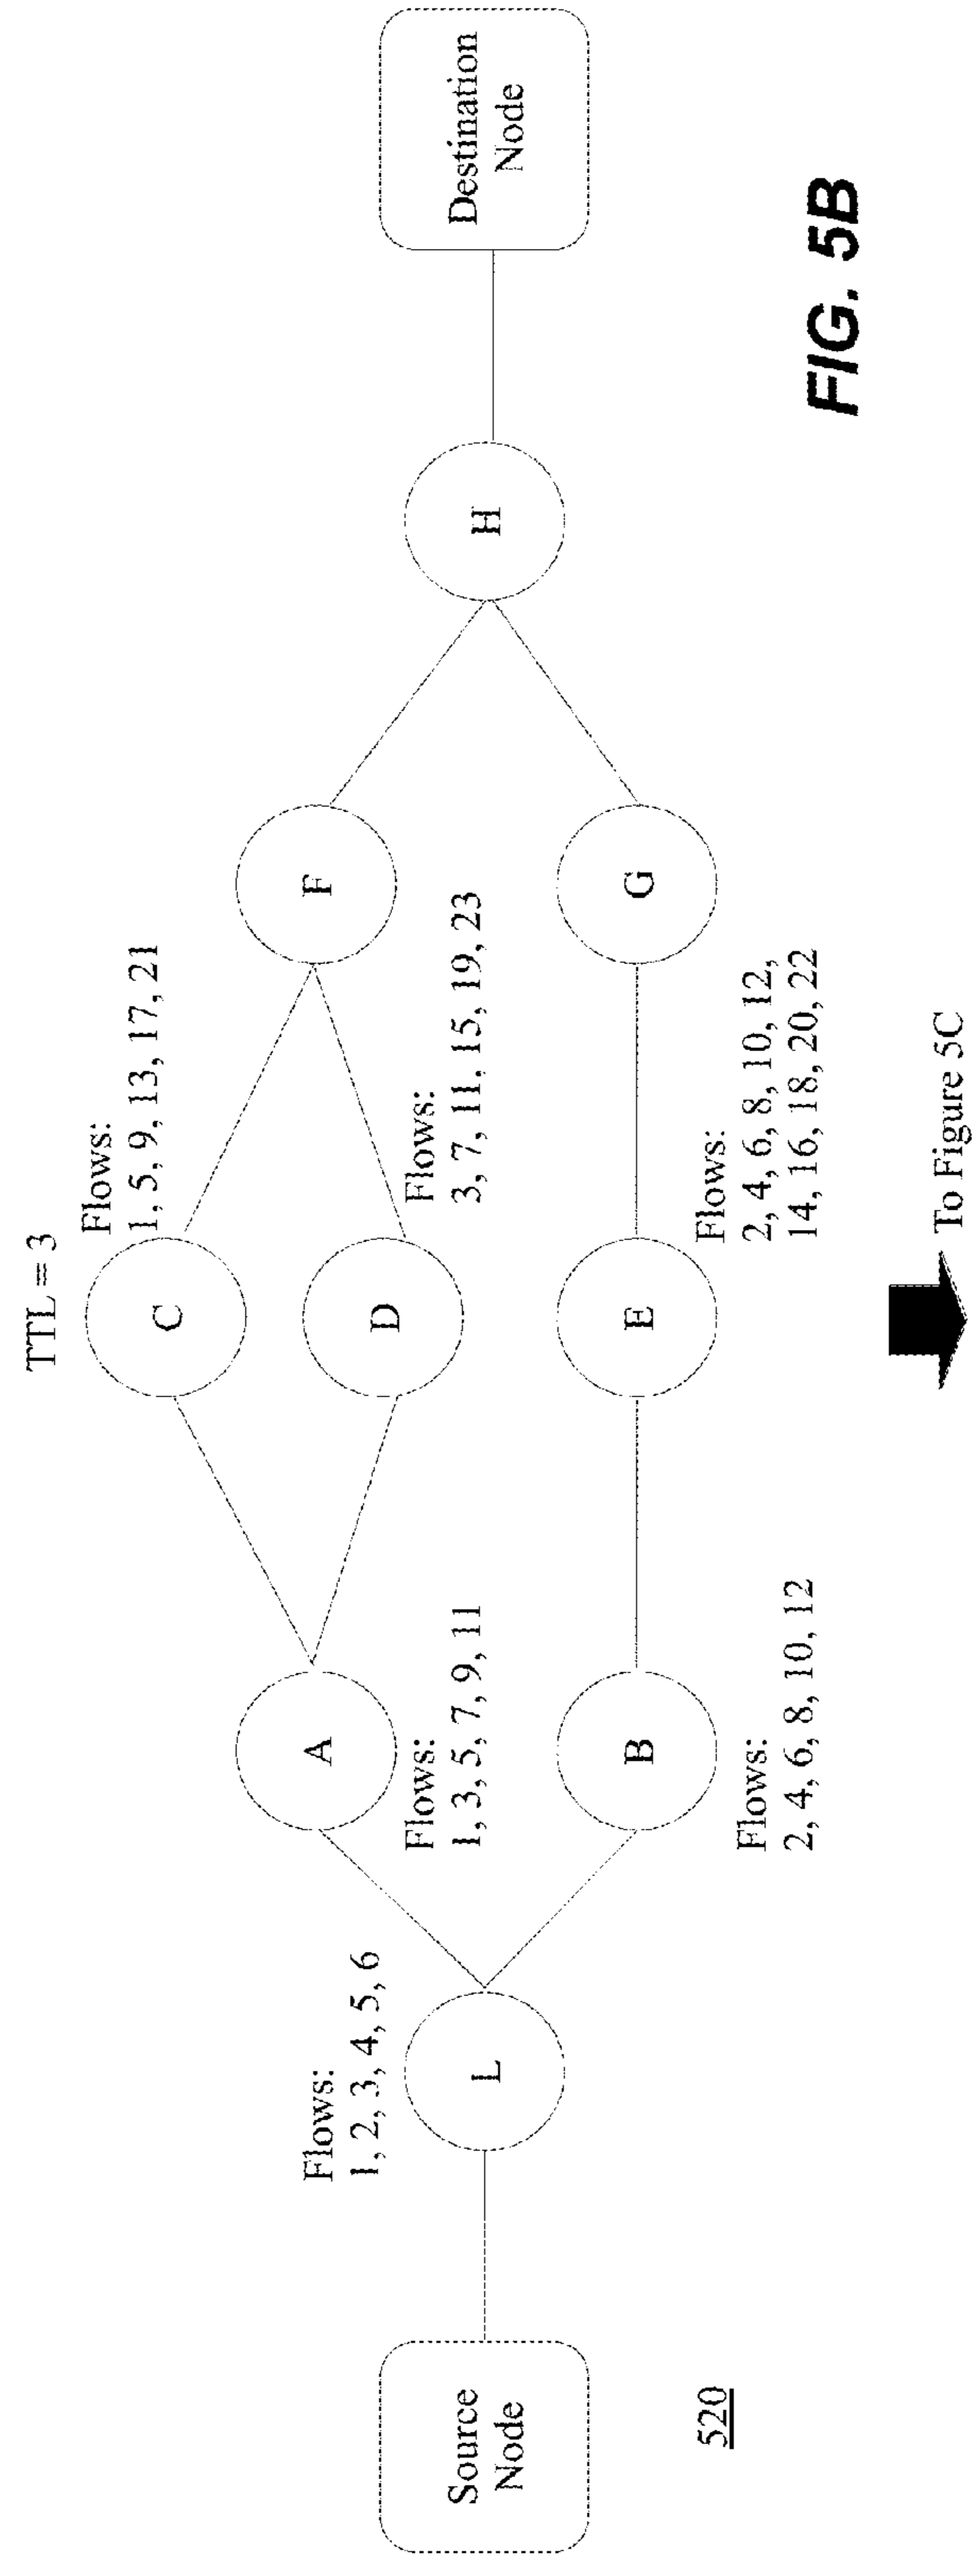 TTL = 3
Flows:
1, 5, 9, 13, 17, 21
C
Flows:
1, 2, 3, 4, 5, 6
A
Flows:
1, 3, 5, 7, 9, 11
D
Flows:
3, 7, 11, 15, 19, 23
F
Source
Node
L
H
Destination
Node
B
Flows:
2, 4, 6, 8, 10, 12
E
Flows:
2, 4, 6, 8, 10, 12,
14, 16, 18, 20, 22
G
520
To Figure 5C
FIG. 5B